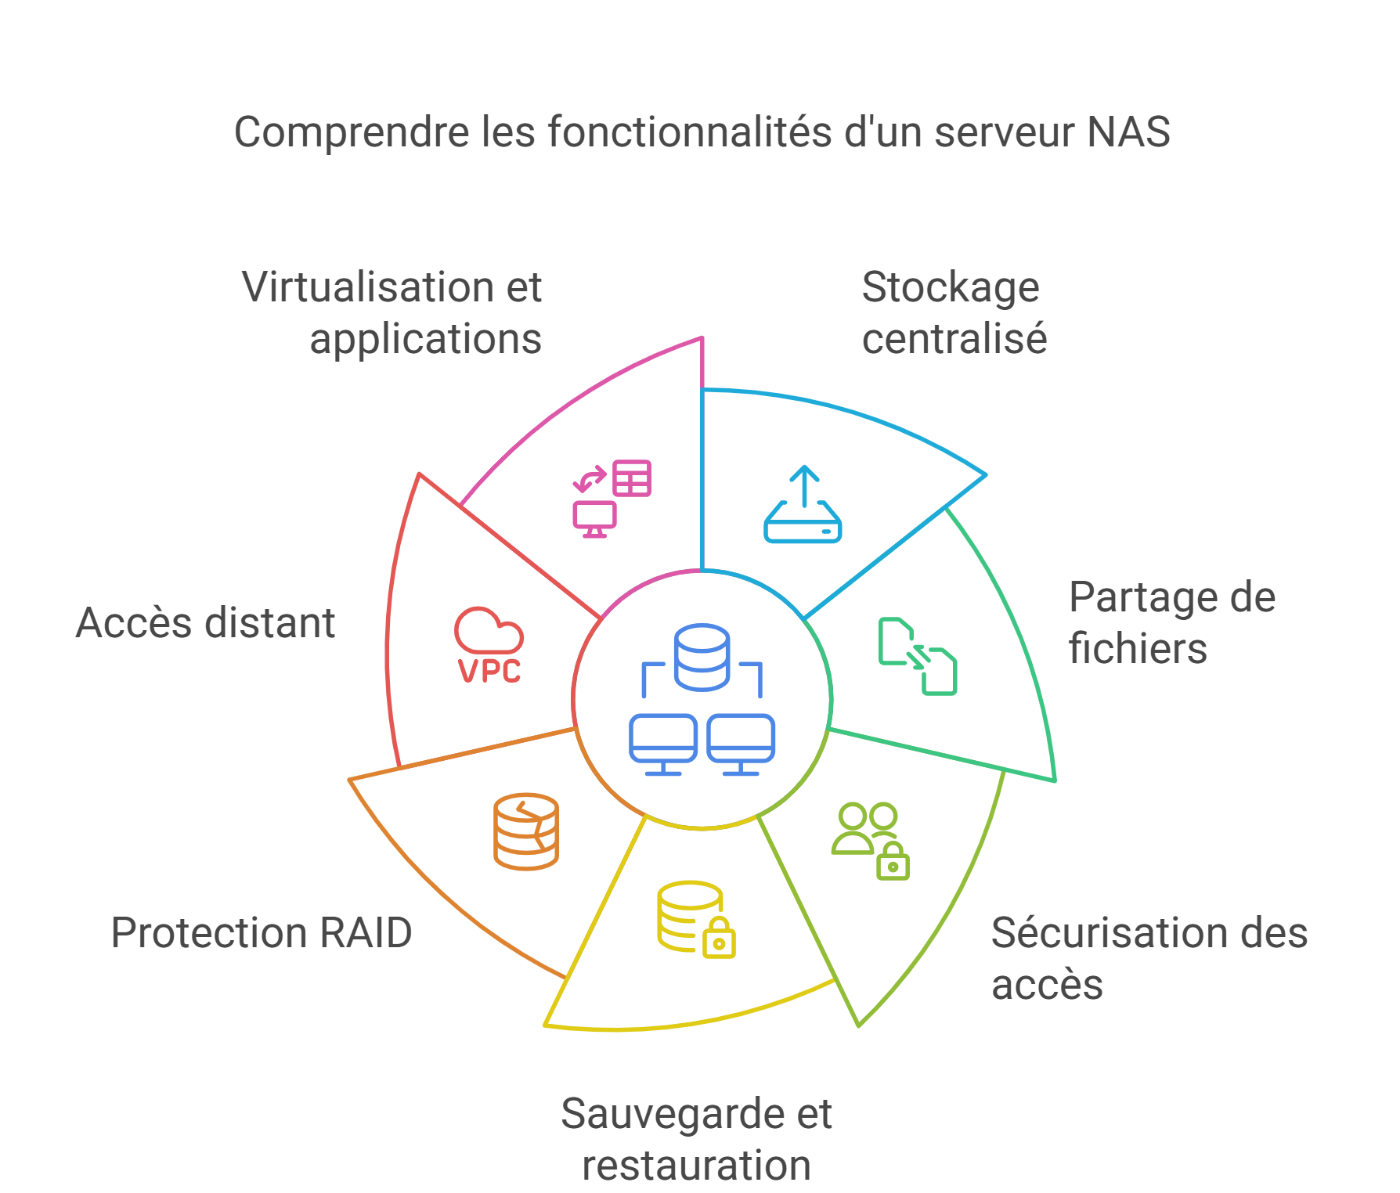 Comprendre les fonctionnalités d'un serveur NAS
Virtualisation et
applications
Stockage
centralisé
Partage de
fichiers
Accès distant
VPC
Protection RAID
Sécurisation des
accès
Sauvegarde et
restauration